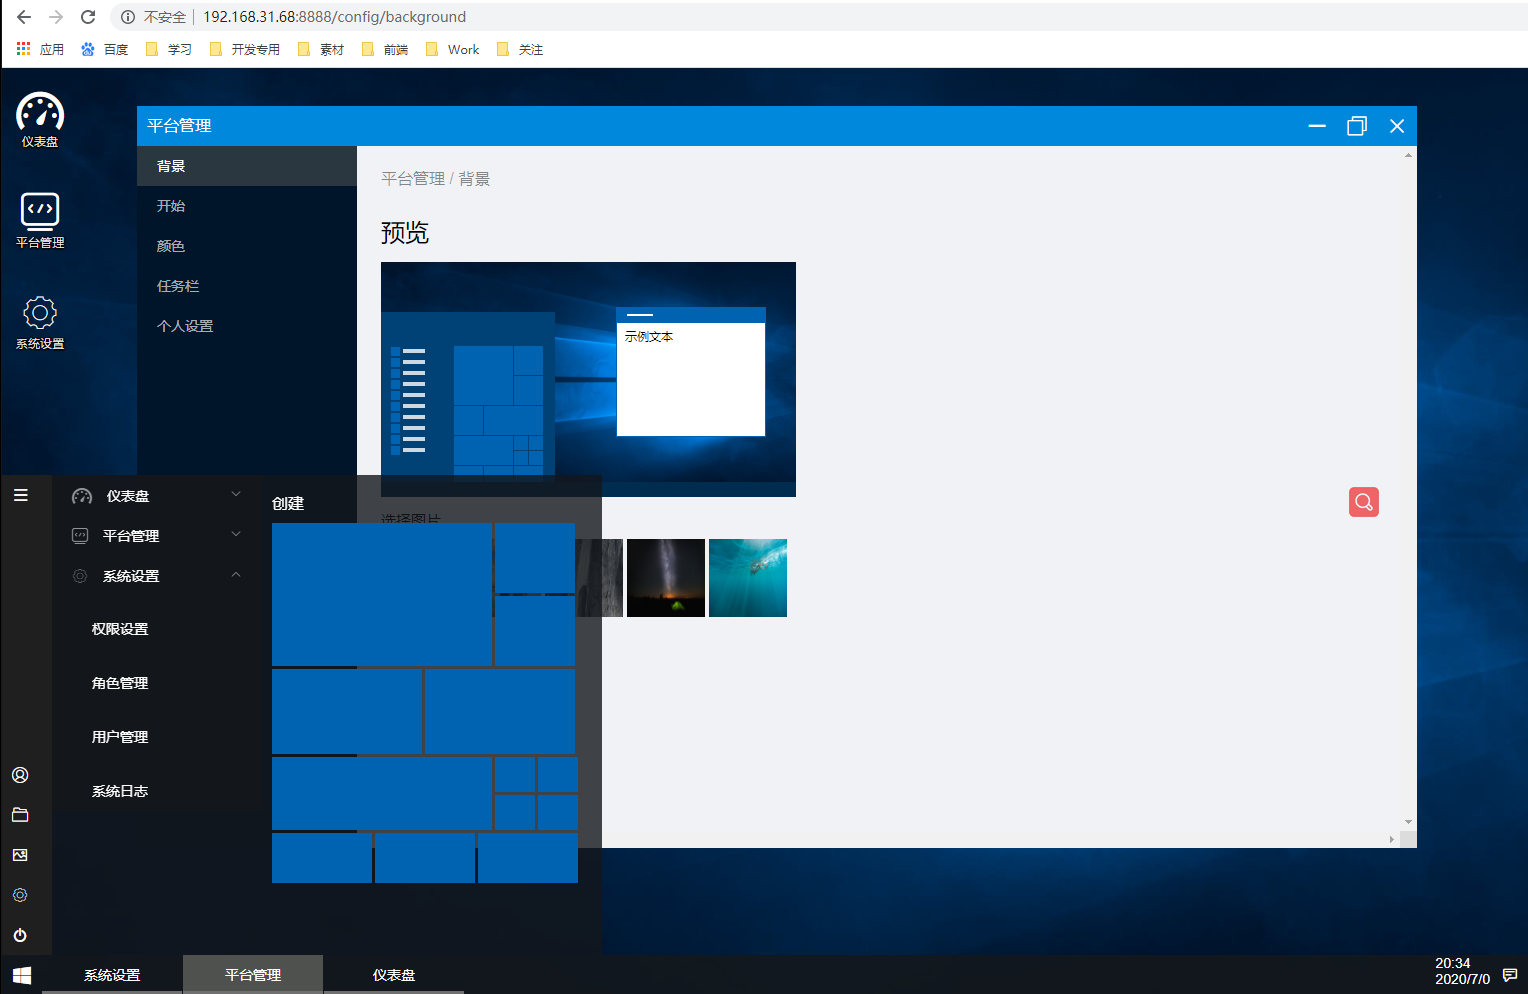 不安全 192.168.31.68:8888/config/background
应用 百度 学习 开发专用 素材 前端 Work 关注
仪表盘
平台管理
系统设置
平台管理
背景
开始
颜色
任务栏
个人设置
平台管理 / 背景
预览
示例文本
选择图片
仪表盘
平台管理
系统设置
权限设置
角色管理
用户管理
系统日志
创建
系统设置 平台管理 仪表盘
20:34
2020/7/0